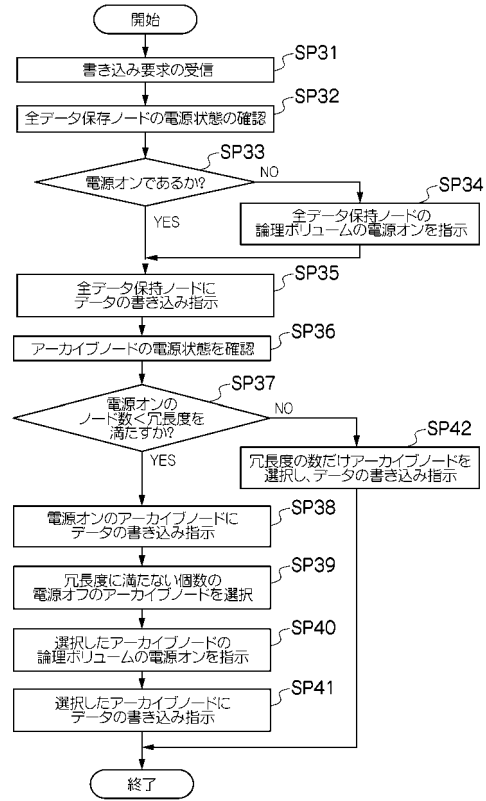 開始
SP31
書き込み要求の受信
SP32
全データ保存ノードの電源状態の確認
SP33
電源オンであるか?
NO
YES
SP34
全データ保持ノードの
論理ボリュームの電源オンを指示
SP35
全データ保持ノードに
データの書き込み指示
SP36
アーカイブノードの電源状態を確認
SP37
電源オンの
ノード数<冗長度を
満たすか?
NO
YES
SP42
冗長度の数だけアーカイブノードを
選択し、データの書き込み指示
SP38
電源オンのアーカイブノードに
データの書き込み指示
SP39
冗長度に満たない個数の
電源オフのアーカイブノードを選択
SP40
選択したアーカイブノードの
論理ボリュームの電源オンを指示
SP41
選択したアーカイブノードに
データの書き込み指示
終了